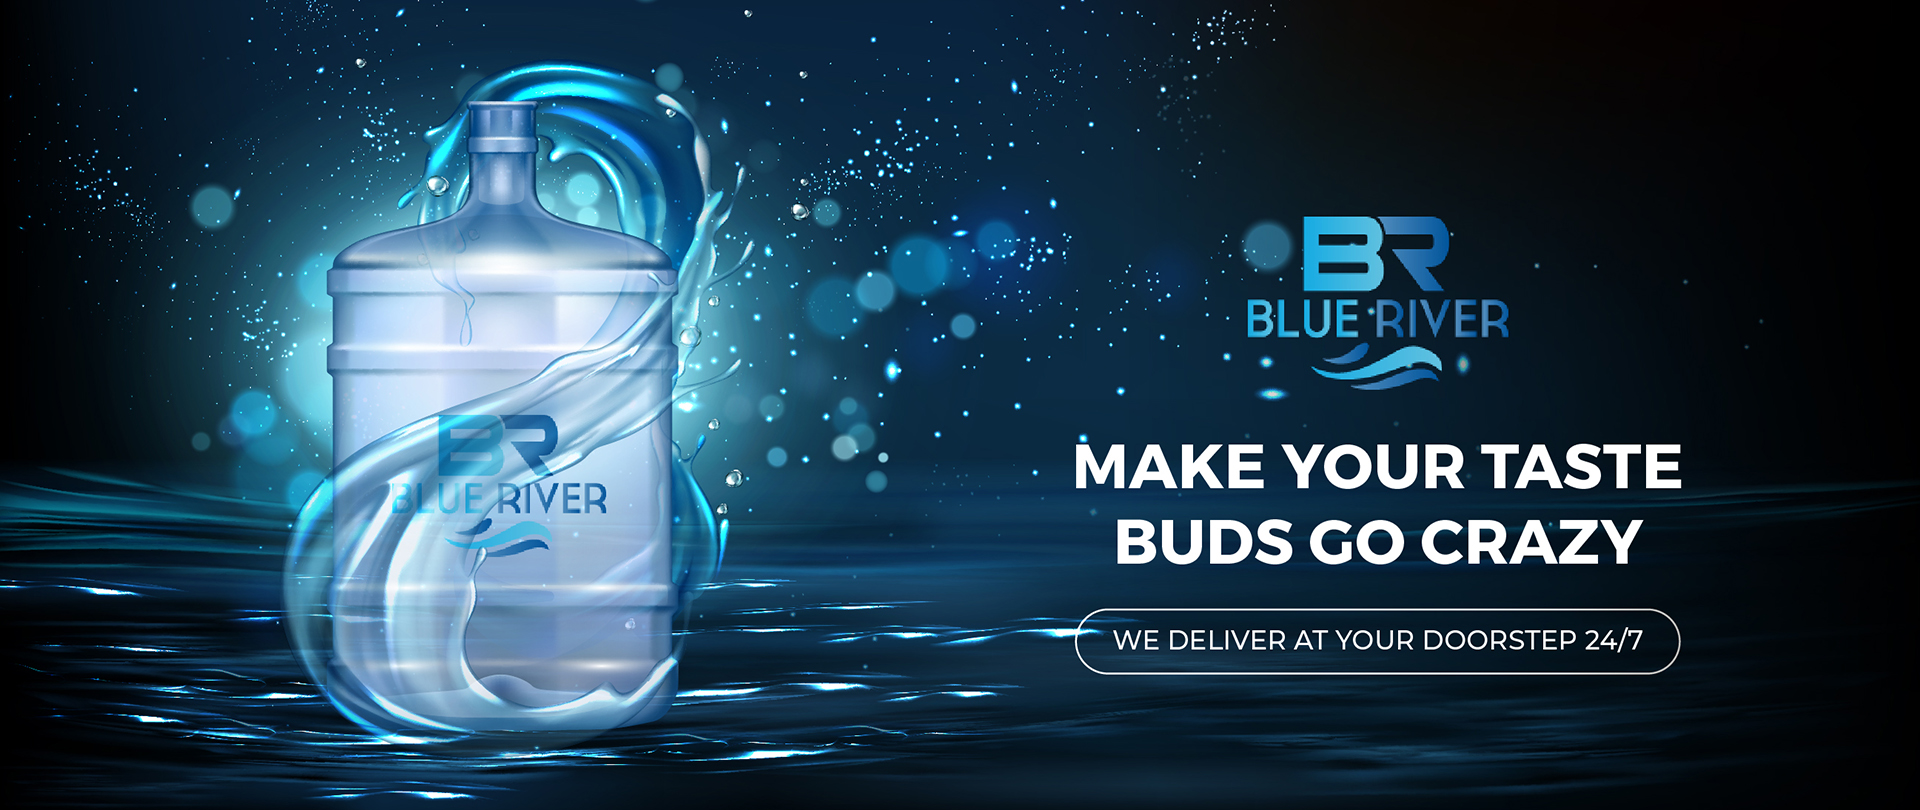 BR
BLUE RIVER
BR
BLUE RIVER
MAKE YOUR TASTE
BUDS GO CRAZY
WE DELIVER AT YOUR DOORSTEP 24/7